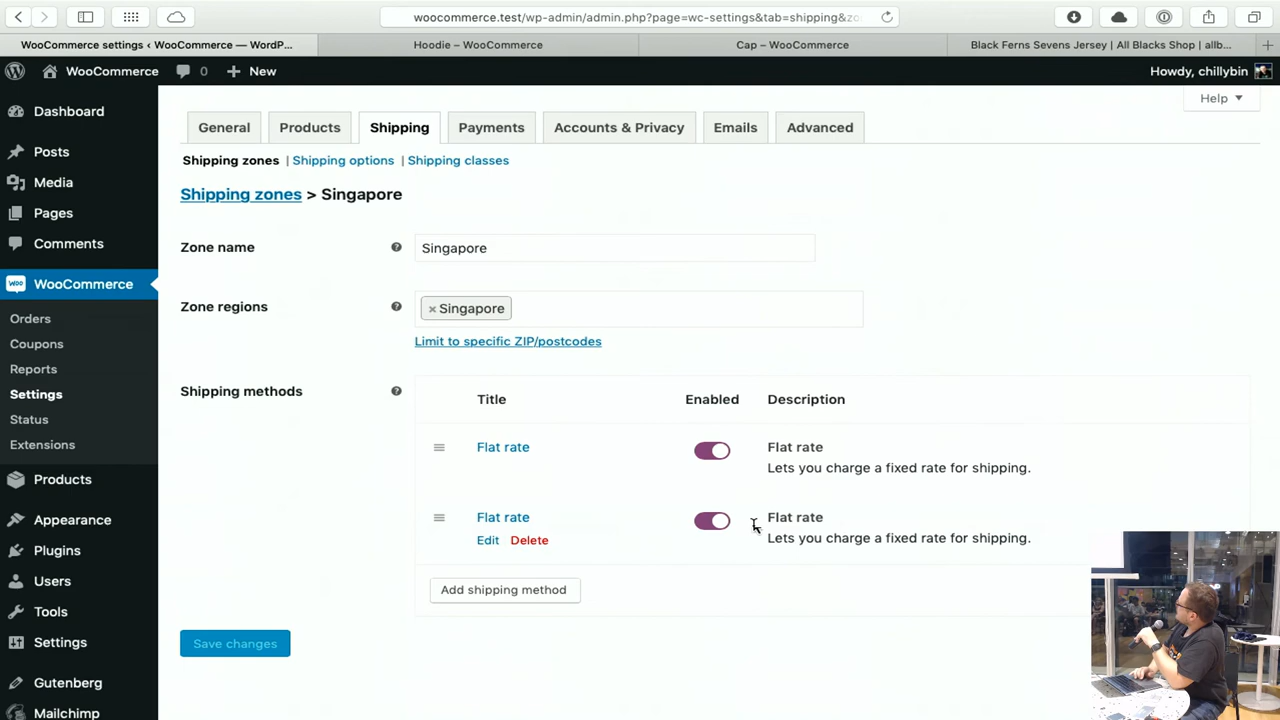 woocommerce.test/wp-admin/admin.php?page=wc-settings&tab=shipping&zo
WooCommerce settings ‹ WooCommerce — WordP...
Hoodie – WooCommerce
Cap – WooCommerce
Black Ferns Sevens Jersey | All Blacks Shop | allb...
WooCommerce
0
New
Howdy, chillybin
Help
Dashboard
Posts
Media
Pages
Comments
WooCommerce
Orders
Coupons
Reports
Settings
Status
Extensions
Products
Appearance
Plugins
Users
Tools
Settings
Gutenberg
Mailchimp
General
Products
Shipping
Payments
Accounts & Privacy
Emails
Advanced
Shipping zones | Shipping options | Shipping classes
Shipping zones > Singapore
Zone name
Singapore
Zone regions
× Singapore
Limit to specific ZIP/postcodes
Shipping methods
Title Enabled Description
Flat rate Flat rate
Lets you charge a fixed rate for shipping.
Flat rate Flat rate
Edit Delete Lets you charge a fixed rate for shipping.
Add shipping method
Save changes